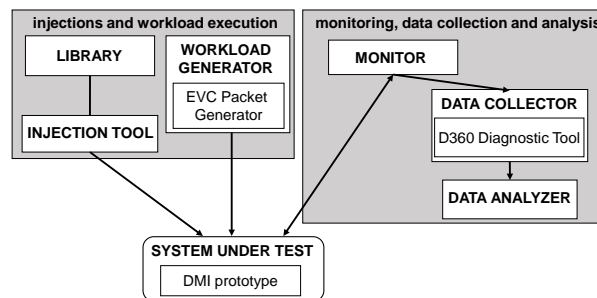 injections and workload execution
LIBRARY
INJECTION TOOL
WORKLOAD
GENERATOR
EVC Packet
Generator
monitoring, data collection and analysis
MONITOR
DATA COLLECTOR
D360 Diagnostic Tool
DATA ANALYZER
SYSTEM UNDER TEST
DMI prototype